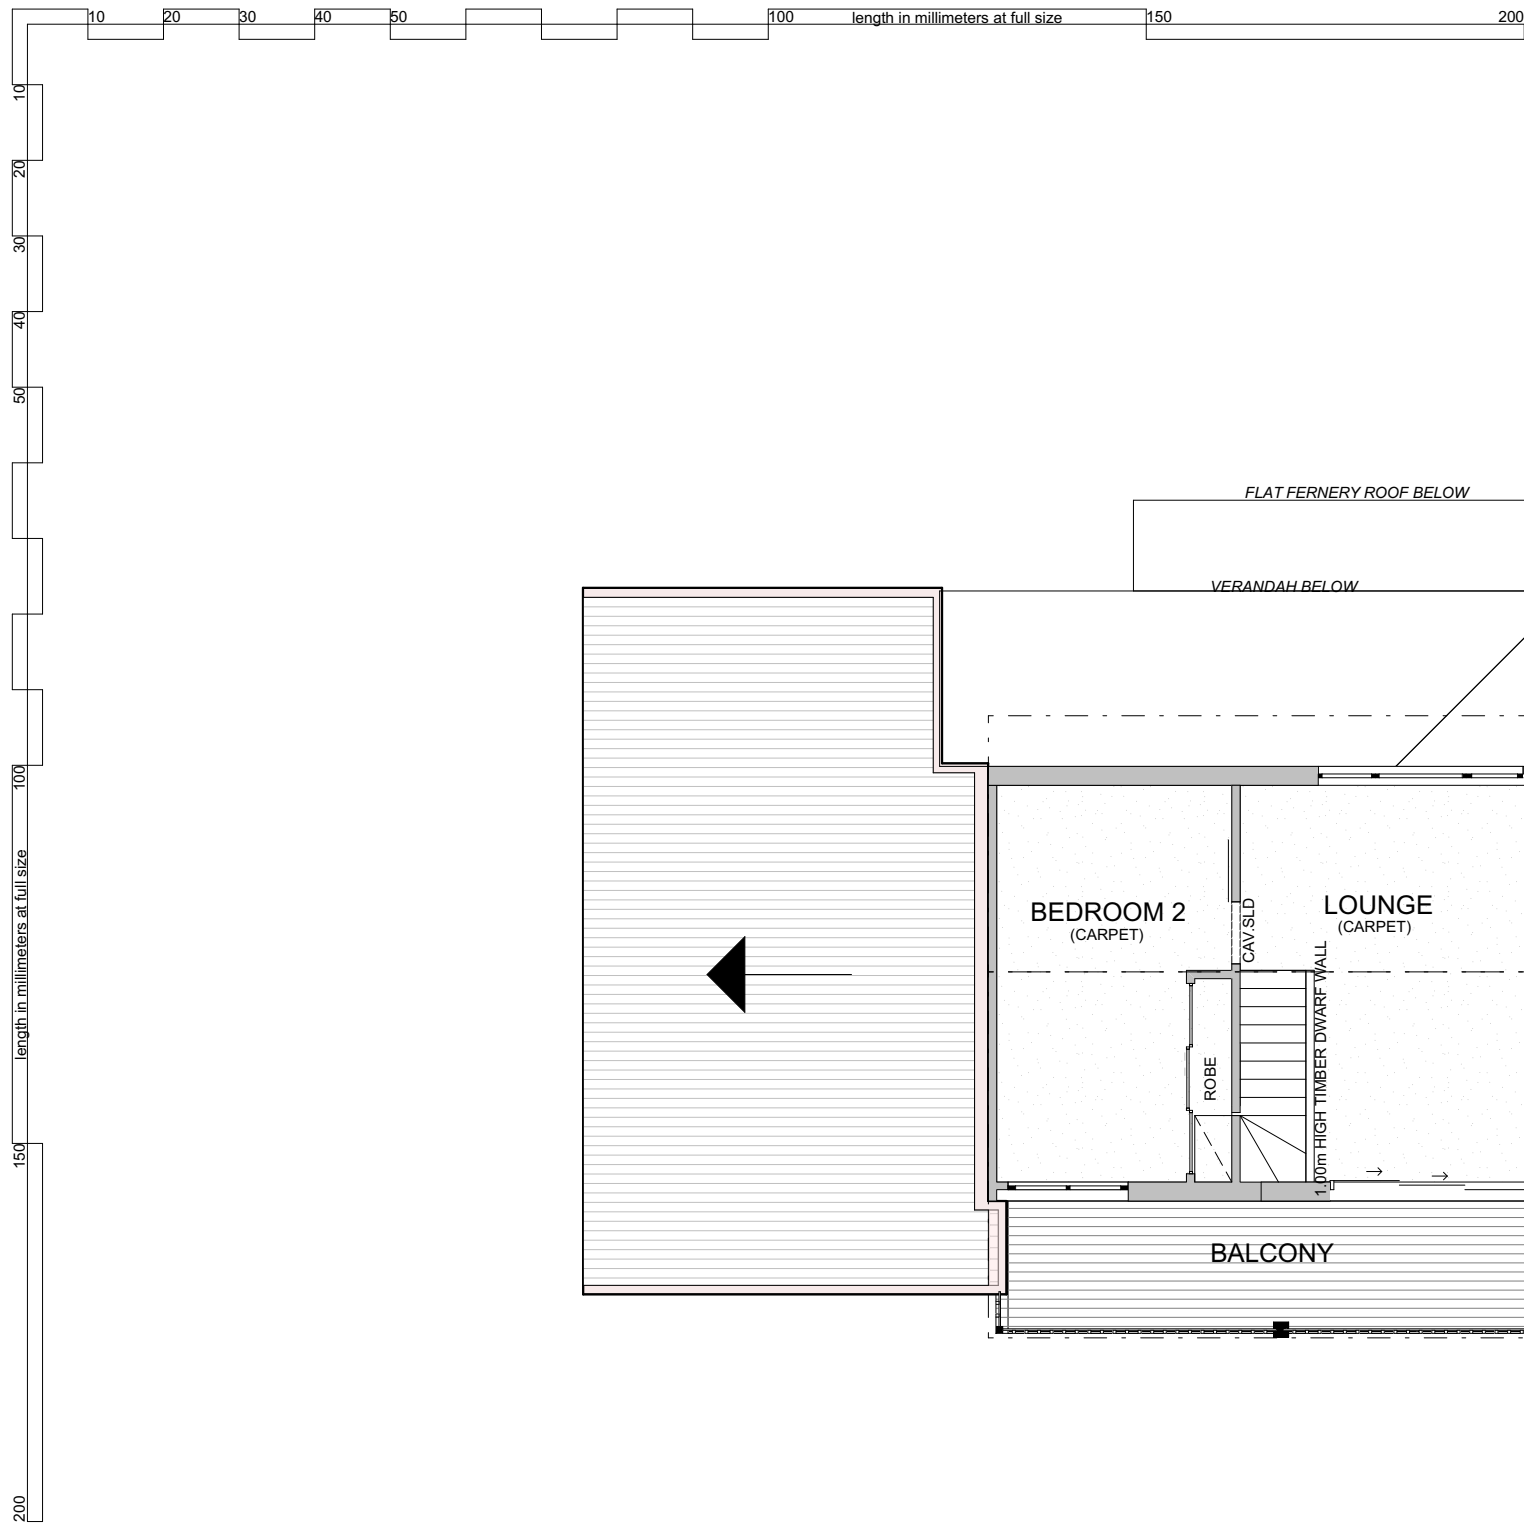 10
20
30
40
50
100
length in millimeters at full size
150
200
10
20
30
40
50
100
length in millimeters at full size
150
200
FLAT FERNERY ROOF BELOW
VERANDAH BELOW
BEDROOM 2
(CARPET)
CAV.SLD
LOUNGE
(CARPET)
1.00m HIGH TIMBER DWARF WALL
ROBE
BALCONY